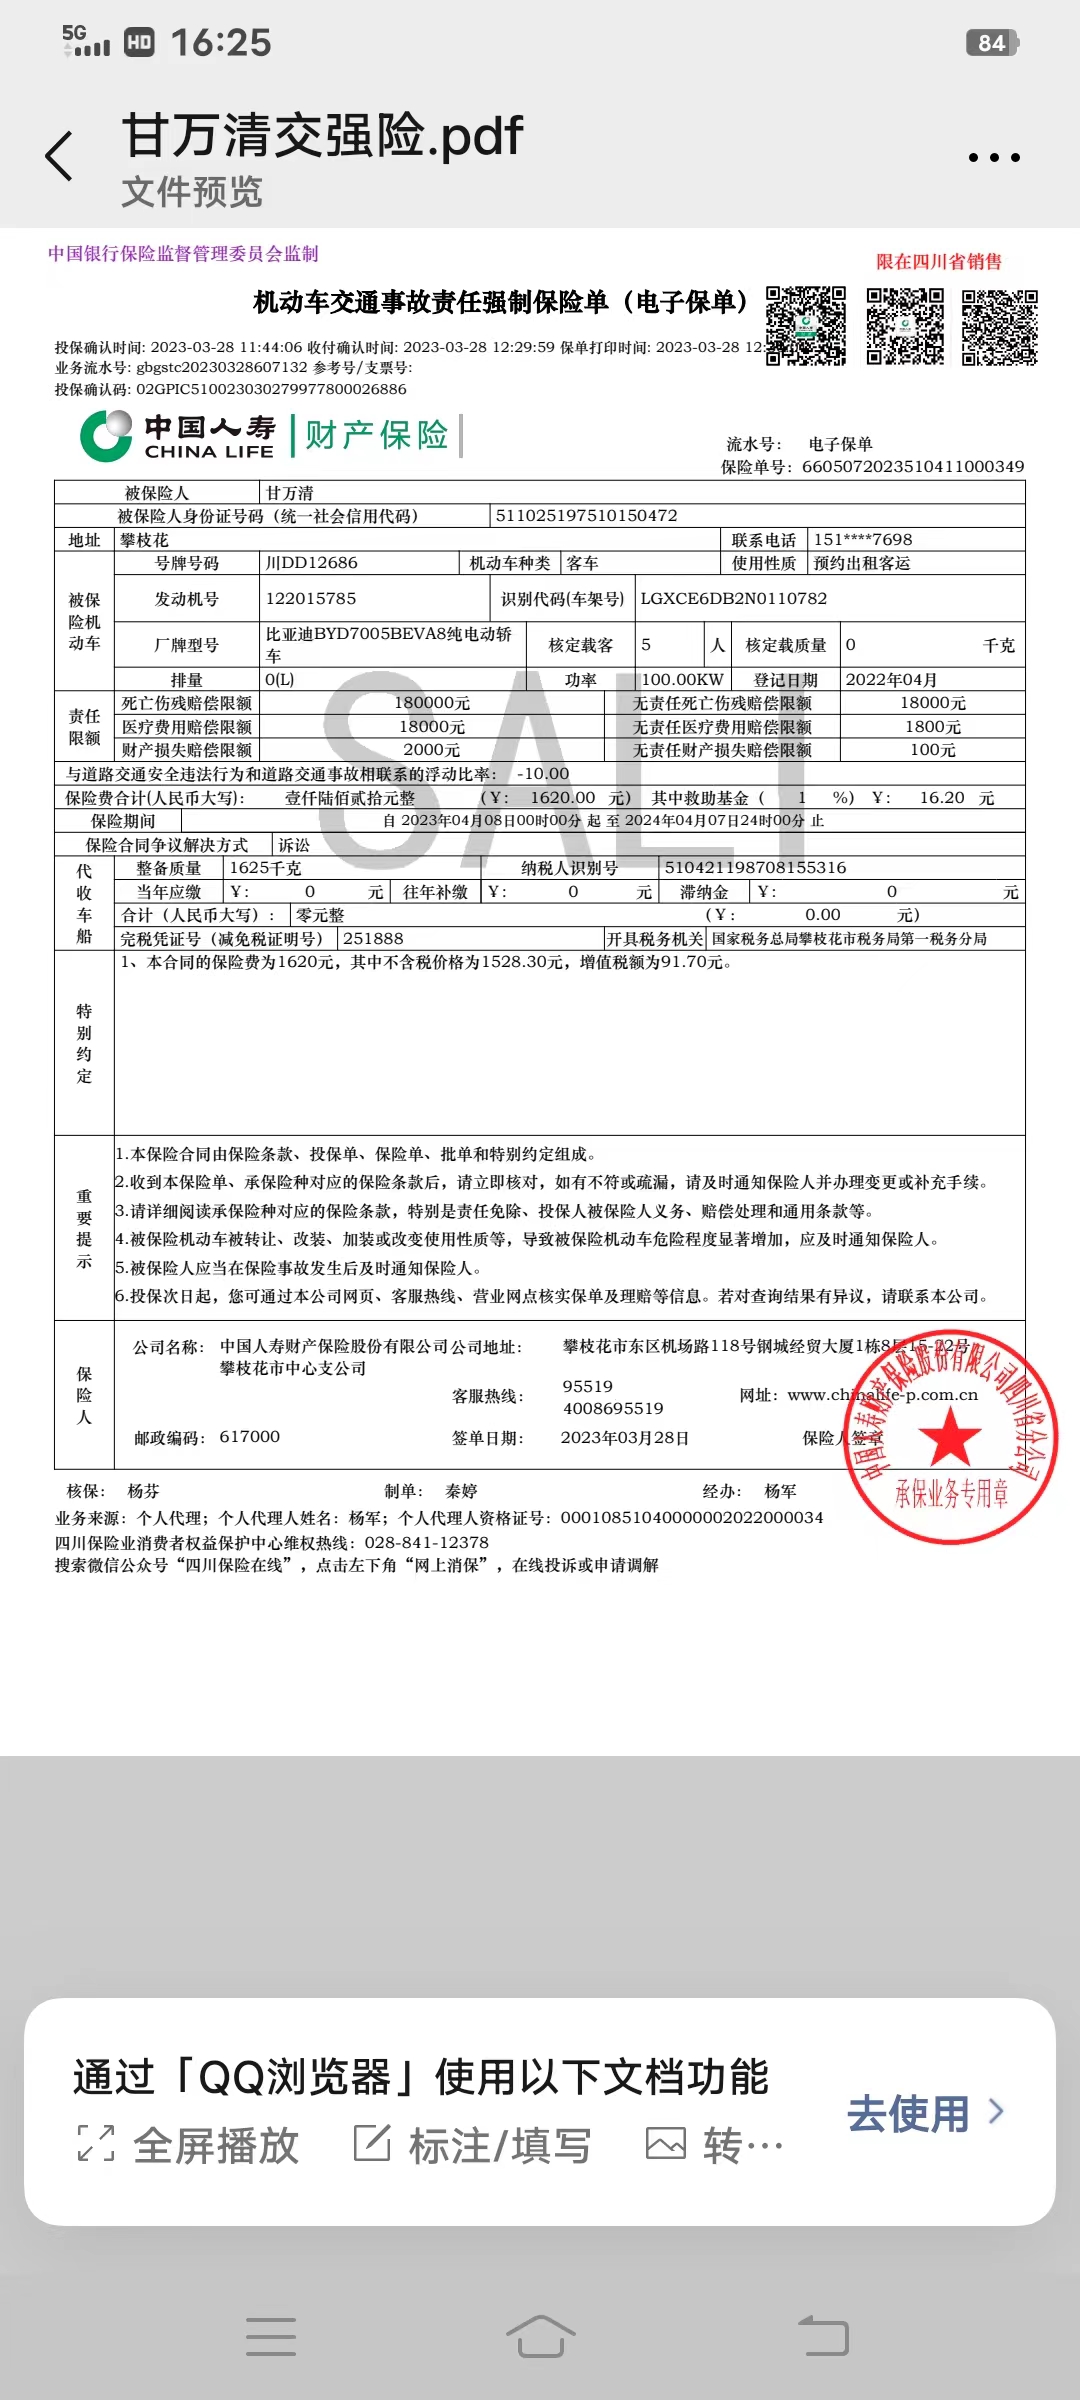 5G HD 16:25 84
甘万清交强险.pdf
文件预览
中国银行保险监督管理委员会监制
限在四川省销售
机动车交通事故责任强制保险单（电子保单）
投保确认时间: 2023-03-28 11:44:06 收付确认时间: 2023-03-28 12:29:59 保单打印时间: 2023-03-28 12:
业务流水号: gbgstc20230328607132 参考号/支票号:
投保确认码: 02GPIC510023030279977800026886
中国人寿 CHINA LIFE 财产保险
流水号： 电子保单
保险单号：6605072023510411000349
被保险人 甘万清
被保险人身份证号码（统一社会信用代码） 511025197510150472
地址 攀枝花 联系电话 151****7698
被保险机动车
号牌号码 川DD12686 机动车种类 客车 使用性质 预约出租客运
发动机号 122015785 识别代码(车架号) LGXCE6DB2N0110782
厂牌型号 比亚迪BYD7005BEVA8纯电动轿车 核定载客 5 人 核定载质量 0 千克
排量 0(L) 功率 100.00KW 登记日期 2022年04月
责任限额
死亡伤残赔偿限额 180000元 无责任死亡伤残赔偿限额 18000元
医疗费用赔偿限额 18000元 无责任医疗费用赔偿限额 1800元
财产损失赔偿限额 2000元 无责任财产损失赔偿限额 100元
与道路交通安全违法行为和道路交通事故相联系的浮动比率： -10.00
保险费合计(人民币大写)： 壹仟陆佰贰拾元整 （￥： 1620.00 元） 其中救助基金（ 1 %）￥： 16.20 元
保险期间 自 2023年04月08日00时00分 起 至 2024年04月07日24时00分 止
保险合同争议解决方式 诉讼
代收车船
整备质量 1625千克 纳税人识别号 510421198708155316
当年应缴 ￥： 0 元 往年补缴 ￥： 0 元 滞纳金 ￥： 0 元
合计（人民币大写）： 零元整 （￥： 0.00 元）
完税凭证号（减免税证明号） 251888 开具税务机关 国家税务总局攀枝花市税务局第一税务分局
特别约定
1、本合同的保险费为1620元，其中不含税价格为1528.30元，增值税额为91.70元。
重要提示
1.本保险合同由保险条款、投保单、保险单、批单和特别约定组成。
2.收到本保险单、承保险种对应的保险条款后，请立即核对，如有不符或疏漏，请及时通知保险人并办理变更或补充手续。
3.请详细阅读承保险种对应的保险条款，特别是责任免除、投保人被保险人义务、赔偿处理和通用条款等。
4.被保险机动车被转让、改装、加装或改变使用性质等，导致被保险机动车危险程度显著增加，应及时通知保险人。
5.被保险人应当在保险事故发生后及时通知保险人。
6.投保次日起，您可通过本公司网页、客服热线、营业网点核实保单及理赔等信息。若对查询结果有异议，请联系本公司。
保险人
公司名称： 中国人寿财产保险股份有限公司攀枝花市中心支公司 公司地址： 攀枝花市东区机场路118号钢城经贸大厦1栋8层15-22号
客服热线： 95519 4008695519 网址：www.chinalife-p.com.cn
邮政编码：617000 签单日期： 2023年03月28日 保险人签章
中国人寿财产保险股份有限公司四川省分公司
承保业务专用章
核保： 杨芬 制单： 秦婷 经办： 杨军
业务来源：个人代理；个人代理人姓名：杨军；个人代理人资格证号：00010851040000002022000034
四川保险业消费者权益保护中心维权热线：028-841-12378
搜索微信公众号“四川保险在线”，点击左下角“网上消保”，在线投诉或申请调解
SALI
通过「QQ浏览器」使用以下文档功能
全屏播放 标注/填写 转…
去使用